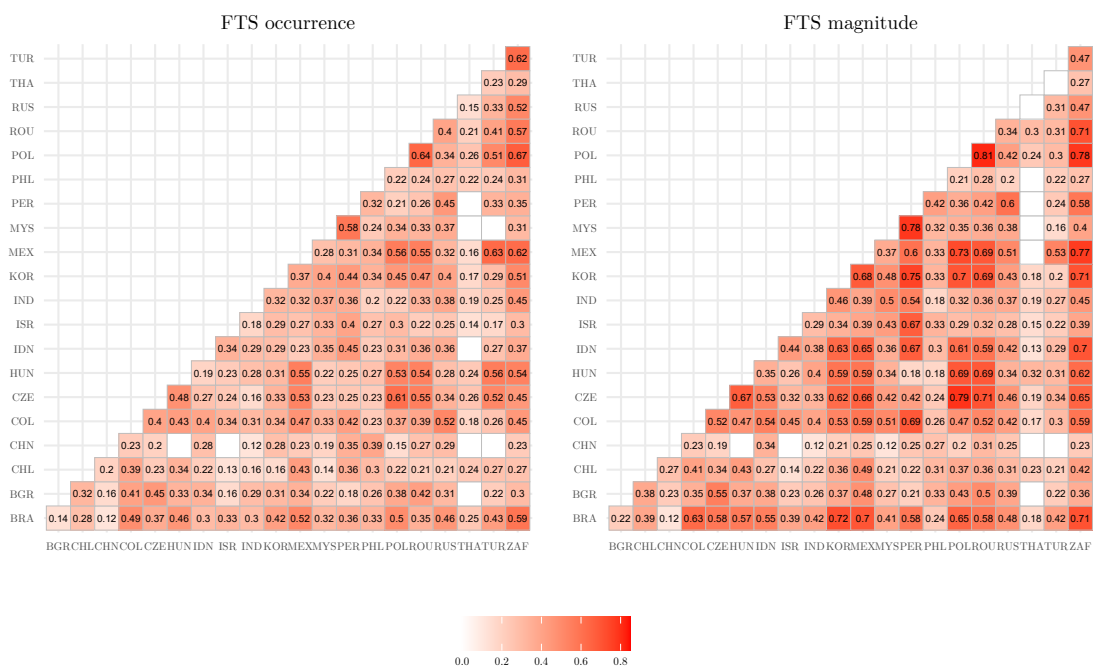 FTS occurrence
TUR 0.62
THA 0.23 0.29
RUS 0.15 0.33 0.52
ROU 0.4 0.21 0.41 0.57
POL 0.64 0.34 0.26 0.51 0.67
PHL 0.22 0.24 0.27 0.22 0.24 0.31
PER 0.32 0.21 0.26 0.45 0.33 0.35
MYS 0.58 0.24 0.34 0.33 0.37 0.31
MEX 0.28 0.31 0.34 0.56 0.55 0.32 0.16 0.63 0.62
KOR 0.37 0.4 0.44 0.34 0.45 0.47 0.4 0.17 0.29 0.51
IND 0.32 0.32 0.37 0.36 0.2 0.22 0.33 0.38 0.19 0.25 0.45
ISR 0.18 0.29 0.27 0.33 0.4 0.27 0.3 0.22 0.25 0.14 0.17 0.3
IDN 0.34 0.29 0.29 0.23 0.35 0.45 0.23 0.31 0.36 0.36 0.27 0.37
HUN 0.19 0.23 0.28 0.31 0.55 0.22 0.25 0.27 0.53 0.54 0.28 0.24 0.56 0.54
CZE 0.48 0.27 0.24 0.16 0.33 0.53 0.23 0.25 0.23 0.61 0.55 0.34 0.26 0.52 0.45
COL 0.4 0.43 0.4 0.34 0.31 0.34 0.47 0.33 0.42 0.23 0.37 0.39 0.52 0.26 0.4 0.45
CHN 0.23 0.2 0.28 0.12 0.28 0.23 0.19 0.35 0.39 0.15 0.27 0.29 0.23
CHL 0.2 0.39 0.23 0.34 0.22 0.13 0.16 0.16 0.43 0.14 0.36 0.3 0.22 0.21 0.21 0.24 0.27 0.27
BGR 0.32 0.16 0.41 0.45 0.33 0.34 0.16 0.29 0.31 0.34 0.22 0.18 0.26 0.38 0.42 0.31 0.22 0.3
BRA 0.14 0.28 0.12 0.49 0.37 0.46 0.3 0.33 0.3 0.42 0.52 0.32 0.36 0.33 0.5 0.35 0.46 0.25 0.43 0.59
BGR CHL CHN COL CZE HUN IDN ISR IND KOR MEX MYS PER PHL POL ROU RUS THA TUR ZAF
FTS magnitude
TUR 0.47
THA 0.27
RUS 0.31 0.47
ROU 0.34 0.3 0.31 0.71
POL 0.81 0.42 0.24 0.3 0.78
PHL 0.21 0.28 0.2 0.22 0.27
PER 0.42 0.36 0.42 0.6 0.24 0.58
MYS 0.78 0.32 0.35 0.36 0.38 0.16 0.4
MEX 0.37 0.6 0.33 0.73 0.69 0.51 0.53 0.77
KOR 0.68 0.48 0.75 0.33 0.7 0.69 0.43 0.18 0.2 0.71
IND 0.46 0.39 0.5 0.54 0.18 0.32 0.36 0.37 0.19 0.27 0.45
ISR 0.29 0.34 0.39 0.43 0.67 0.33 0.29 0.32 0.28 0.15 0.22 0.39
IDN 0.44 0.38 0.63 0.65 0.36 0.67 0.3 0.61 0.59 0.42 0.13 0.29 0.7
HUN 0.35 0.26 0.4 0.59 0.59 0.34 0.18 0.18 0.69 0.69 0.34 0.32 0.31 0.62
CZE 0.67 0.53 0.32 0.33 0.62 0.66 0.42 0.42 0.24 0.79 0.71 0.46 0.19 0.34 0.65
COL 0.52 0.47 0.54 0.45 0.4 0.53 0.59 0.51 0.69 0.26 0.47 0.52 0.42 0.17 0.3 0.59
CHN 0.23 0.19 0.34 0.12 0.21 0.25 0.12 0.25 0.27 0.2 0.31 0.25 0.23
CHL 0.27 0.41 0.34 0.43 0.27 0.14 0.22 0.36 0.49 0.21 0.22 0.31 0.37 0.36 0.31 0.23 0.21 0.42
BGR 0.38 0.23 0.35 0.55 0.37 0.38 0.23 0.26 0.37 0.48 0.27 0.21 0.33 0.43 0.5 0.39 0.22 0.36
BRA 0.22 0.39 0.12 0.63 0.58 0.57 0.55 0.39 0.42 0.72 0.7 0.41 0.58 0.24 0.65 0.58 0.48 0.18 0.42 0.71
BGR CHL CHN COL CZE HUN IDN ISR IND KOR MEX MYS PER PHL POL ROU RUS THA TUR ZAF
0.0 0.2 0.4 0.6 0.8